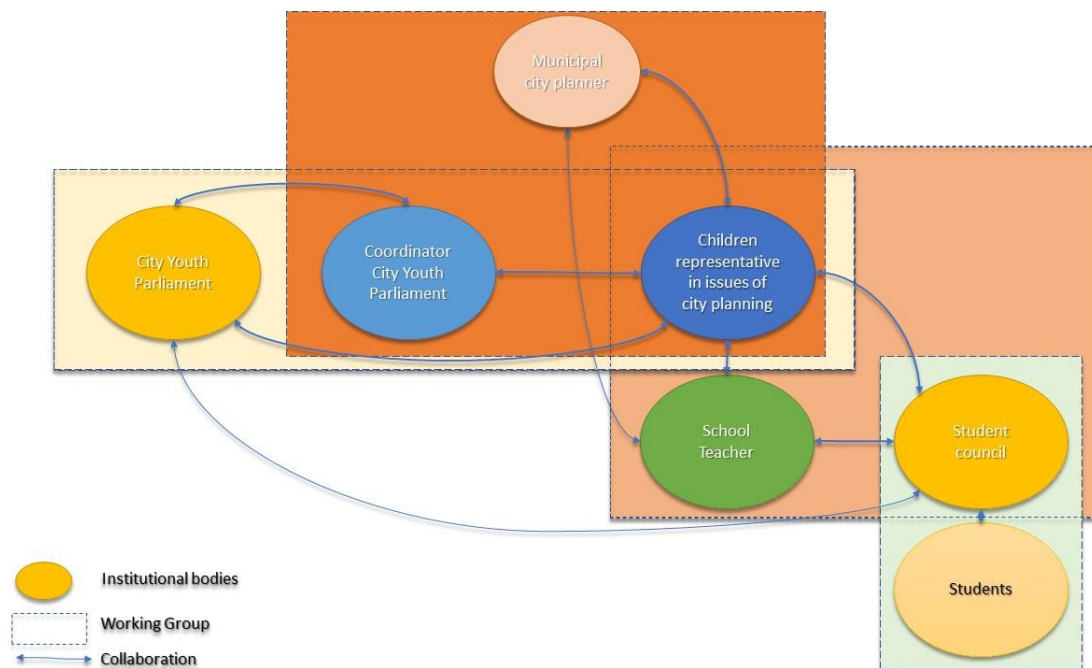 Municipal
city planner
City Youth
Parliament
Coordinator
City Youth
Parliament
Children
representative
in issues of
city planning
School
Teacher
Student
council
Students
Institutional bodies
Working Group
Collaboration